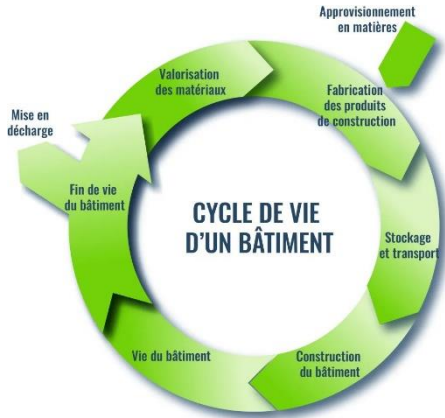 Approvisionnement
en matières
Valorisation
des matériaux
Fabrication
des produits
de construction
Mise en
décharge
Fin de vie
du bâtiment
CYCLE DE VIE
D'UN BÂTIMENT
Stockage
et transport
Vie du bâtiment
Construction
du bâtiment